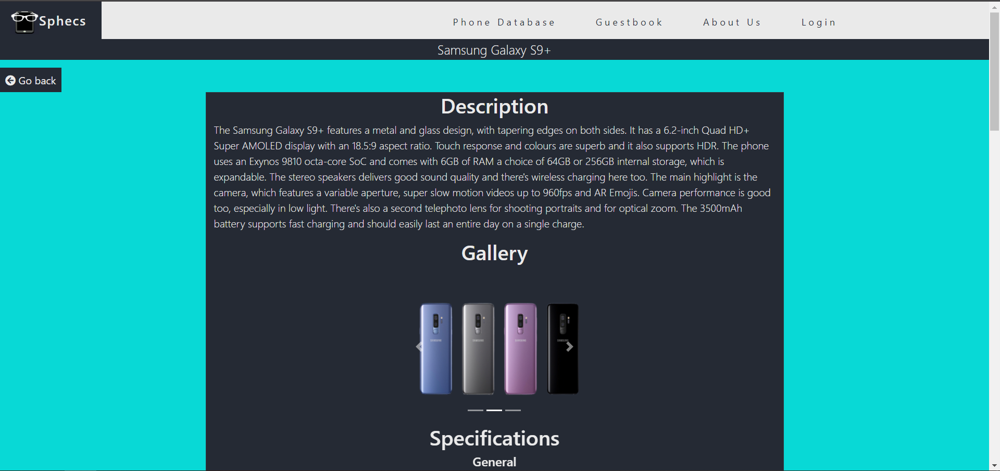 Sphecs
Phone Database Guestbook About Us Login
Samsung Galaxy S9+
Go back
Description
The Samsung Galaxy S9+ features a metal and glass design, with tapering edges on both sides. It has a 6.2-inch Quad HD+
Super AMOLED display with an 18.5:9 aspect ratio. Touch response and colours are superb and it also supports HDR. The phone
uses an Exynos 9810 octa-core SoC and comes with 6GB of RAM a choice of 64GB or 256GB internal storage, which is
expandable. The stereo speakers delivers good sound quality and there's wireless charging here too. The main highlight is the
camera, which features a variable aperture, super slow motion videos up to 960fps and AR Emojis. Camera performance is good
too, especially in low light. There's also a second telephoto lens for shooting portraits and for optical zoom. The 3500mAh
battery supports fast charging and should easily last an entire day on a single charge.
Gallery
SAMSUNG SAMSUNG SAMSUNG SAMSUNG
Specifications
General